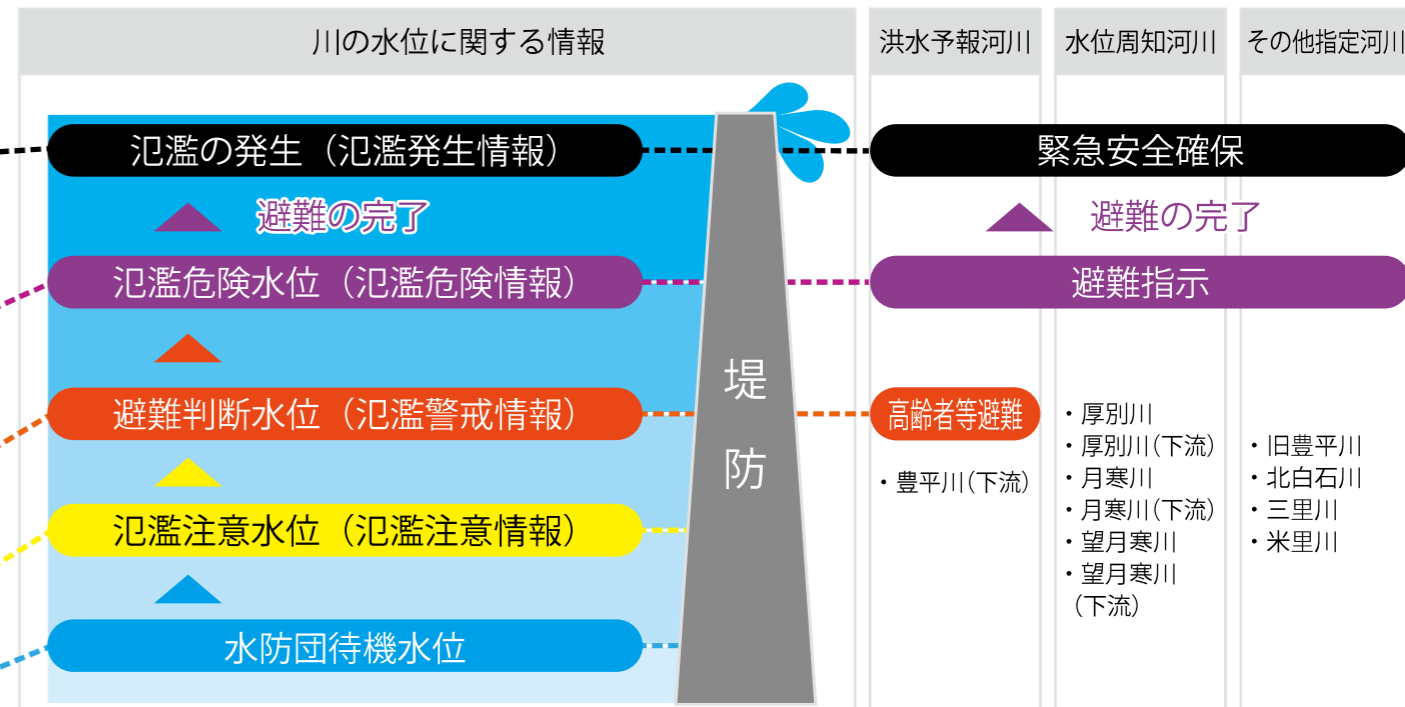 川の水位に関する情報
洪水予報河川
水位周知河川
その他指定河川
氾濫の発生（氾濫発生情報）
緊急安全確保
避難の完了
避難の完了
氾濫危険水位（氾濫危険情報）
避難指示
避難判断水位（氾濫警戒情報）
高齢者等避難
・豊平川（下流）
・厚別川
・厚別川（下流）
・月寒川
・月寒川（下流）
・望月寒川
・望月寒川
（下流）
・旧豊平川
・北白石川
・三里川
・米里川
氾濫注意水位（氾濫注意情報）
水防団待機水位
堤
防